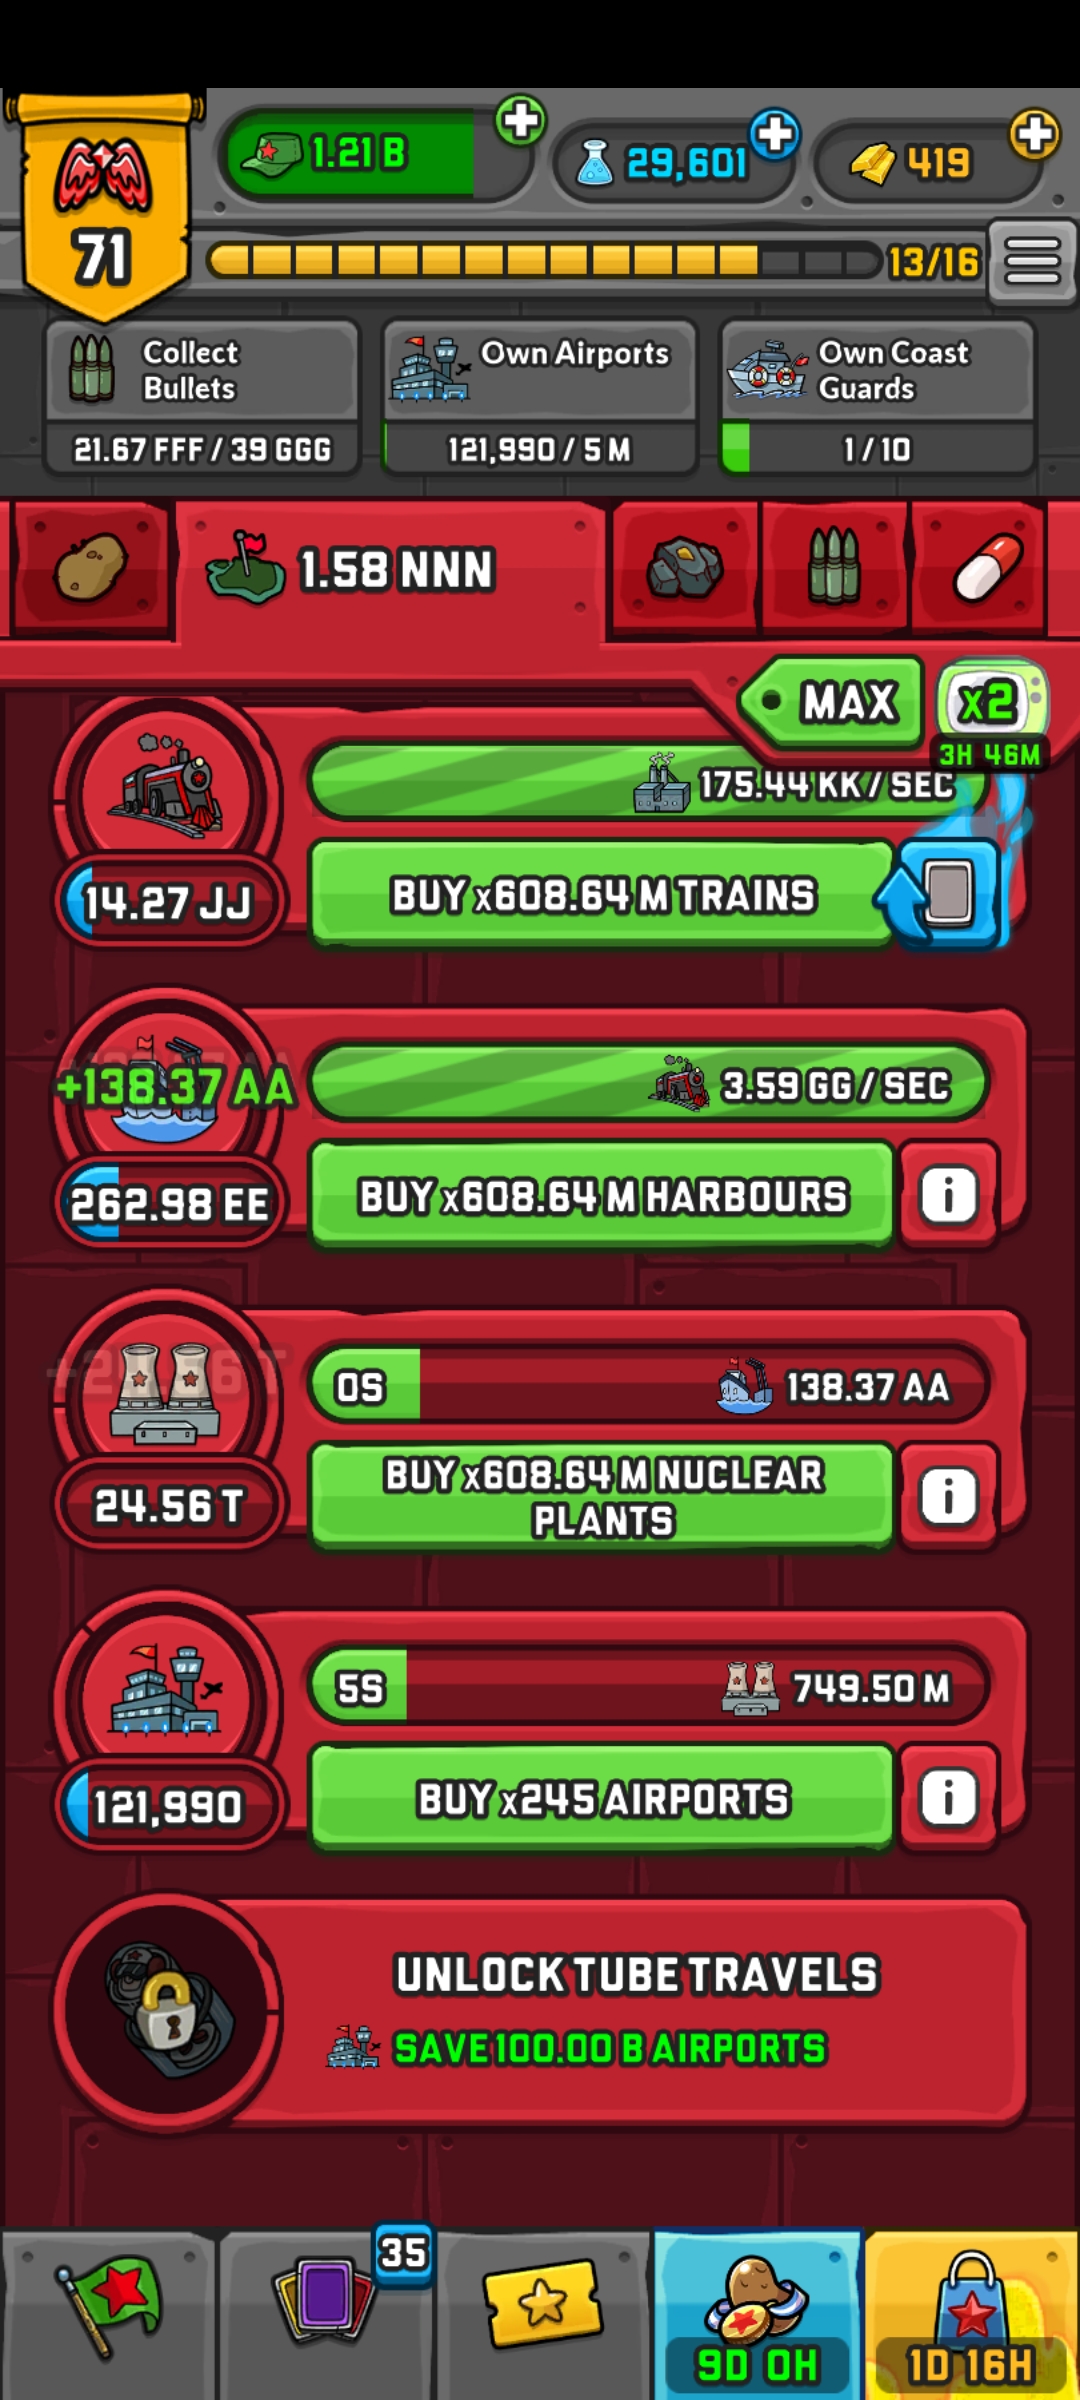 71
1.21 B
29,601
419
13/16
Collect
Bullets
21.67 FFF / 39 GGG
Own Airports
121,990 / 5 M
Own Coast
Guards
1 / 10
1.58 NNN
MAX
x2
3H 46M
175.44 KK / SEC
14.27 JJ
BUY x608.64 M TRAINS
+138.37 AA
3.59 GG / SEC
262.98 EE
BUY x608.64 M HARBOURS
i
+24.56 T
0S
138.37 AA
24.56 T
BUY x608.64 M NUCLEAR
PLANTS
i
5S
749.50 M
121,990
BUY x245 AIRPORTS
i
UNLOCK TUBE TRAVELS
SAVE 100.00 B AIRPORTS
35
9D 0H
1D 16H